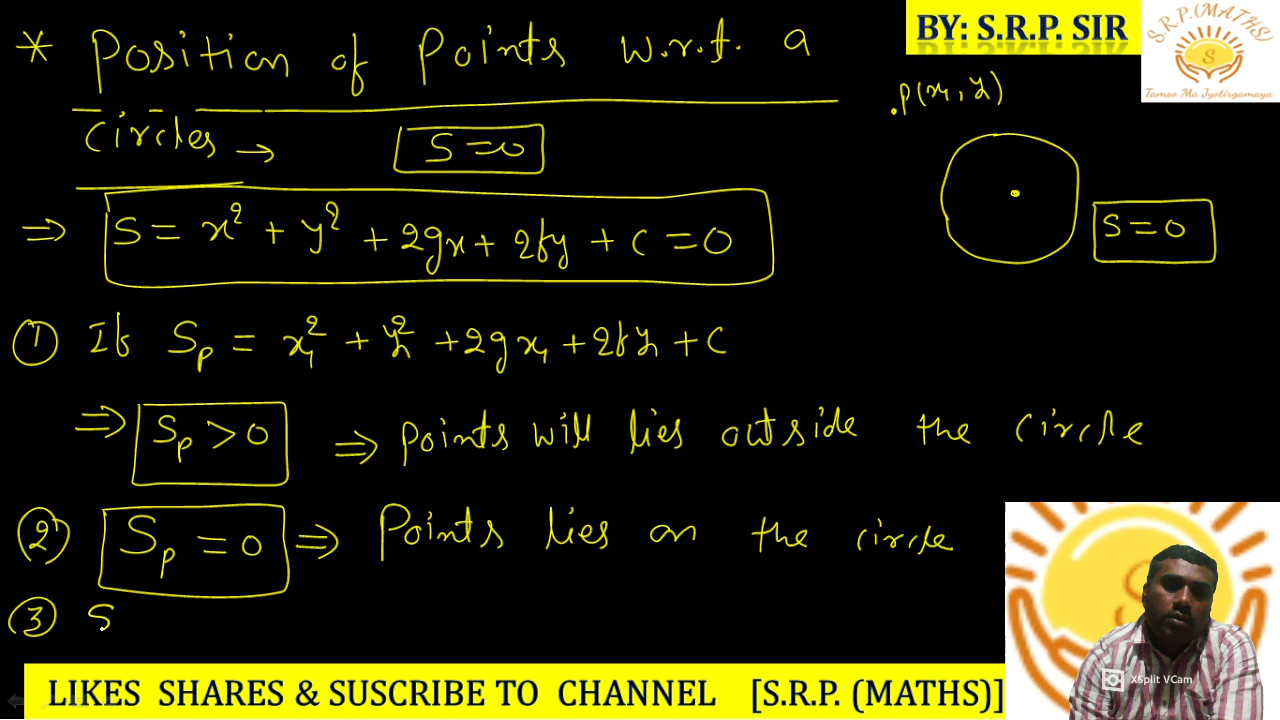 * Position of Points w.r.t. a
Circles → S=0
⇒ S = x² + y² + 2gx + 2fy + c = 0
① If Sₚ = x₁² + y₁² + 2gx₁ + 2fy₁ + c
⇒ Sₚ > 0 ⇒ Points will lies outside the circle
② Sₚ = 0 ⇒ Points lies on the circle
③ S
BY: S.R.P. SIR
S.R.P.(MATHS)
S
Tamso Ma Jyotirgamaya
.P(x₁, y₁)
S=0
XSplit VCam
LIKES SHARES & SUSCRIBE TO CHANNEL [S.R.P. (MATHS)]